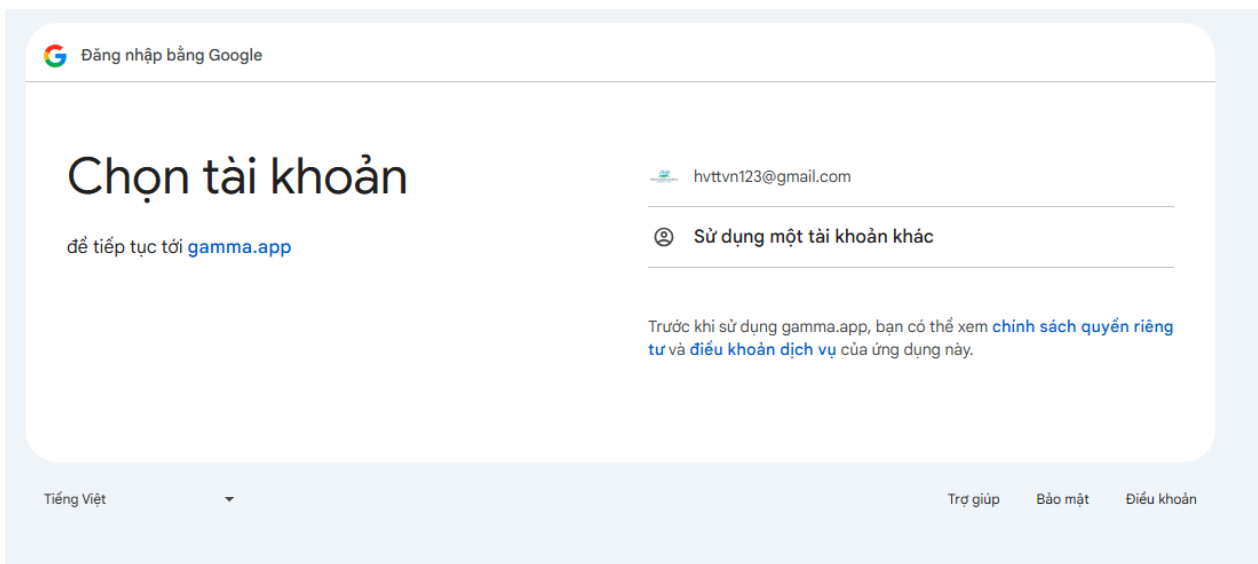 Đăng nhập bằng Google
Chọn tài khoản
để tiếp tục tới gamma.app
hvttvn123@gmail.com
Sử dụng một tài khoản khác
Trước khi sử dụng gamma.app, bạn có thể xem chính sách quyền riêng
tư và điều khoản dịch vụ của ứng dụng này.
Tiếng Việt
Trợ giúp Bảo mật Điều khoản